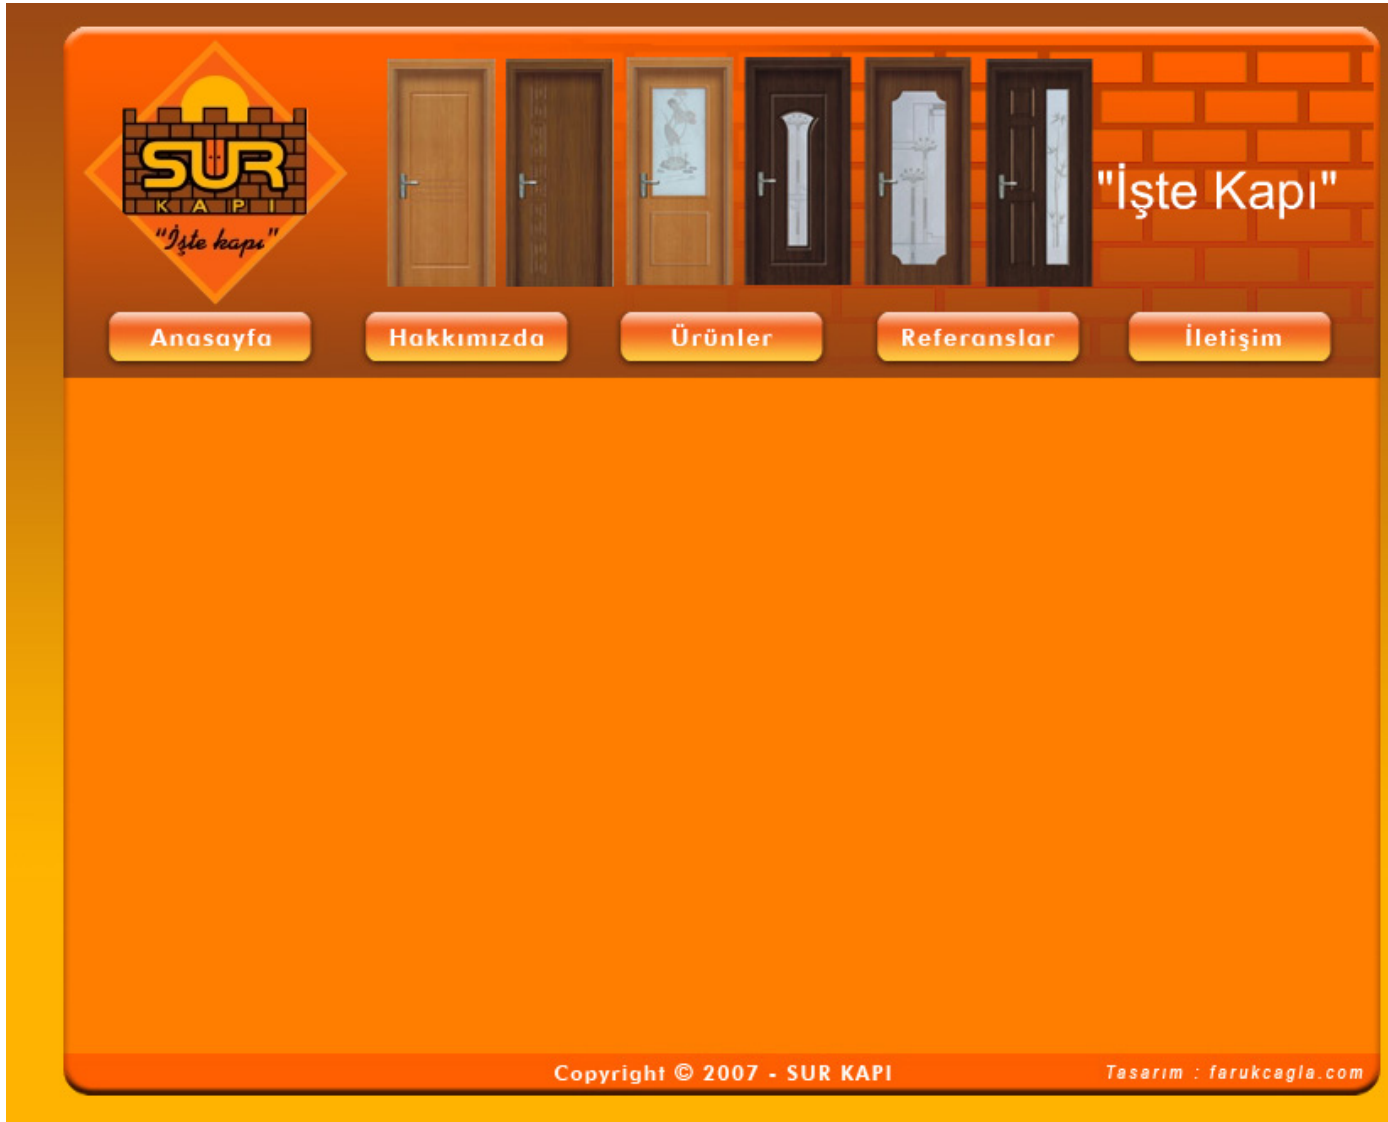 SUR
KAPI
"İşte kapı"
"İşte Kapı"
Anasayfa
Hakkımızda
Ürünler
Referanslar
İletişim
Copyright © 2007 - SUR KAPI
Tasarım : farukcagla.com